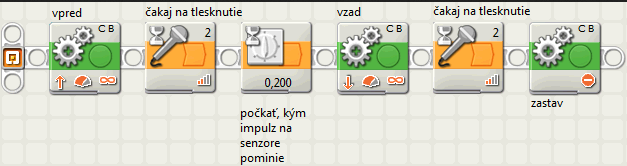 vpred
čakaj na tlesknutie
vzad
čakaj na tlesknutie
C B
2
C B
2
C B
0,200
počkať, kým
impulz na
senzore
pominie
zastav